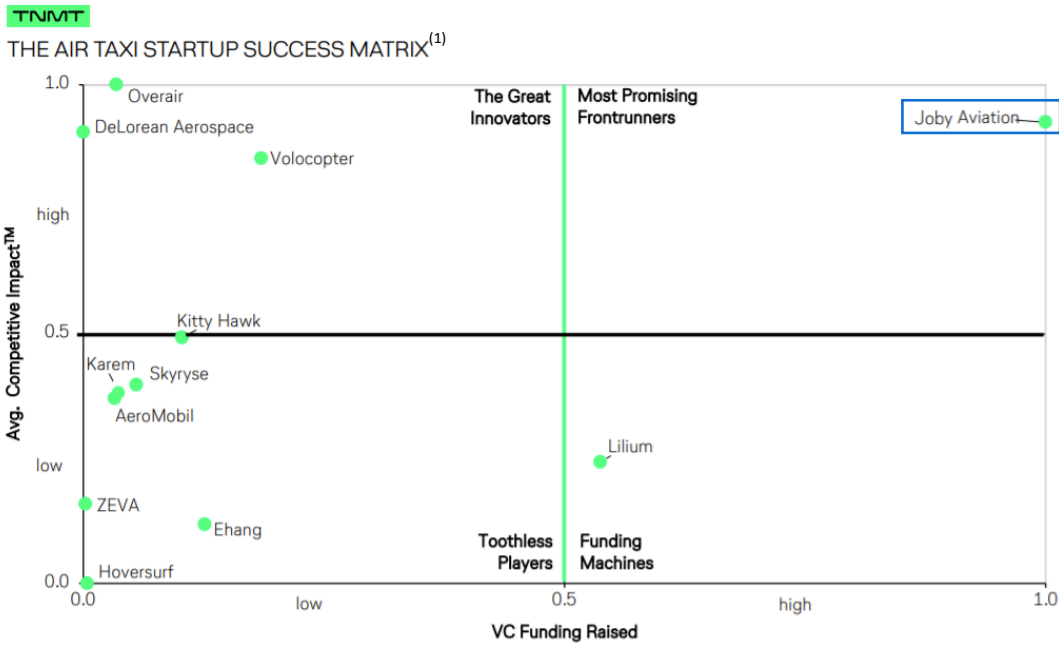 TNMT
THE AIR TAXI STARTUP SUCCESS MATRIX(1)
1.0
Overair
The Great
Innovators
Most Promising
Frontrunners
Joby Aviation
DeLorean Aerospace
Volocopter
high
Avg. Competitive Impact™
Kitty Hawk
0.5
Karem
Skyryse
AeroMobil
Lilium
low
ZEVA
Ehang
Toothless
Players
Funding
Machines
Hoversurf
0.0
0.0
low
0.5
high
1.0
VC Funding Raised